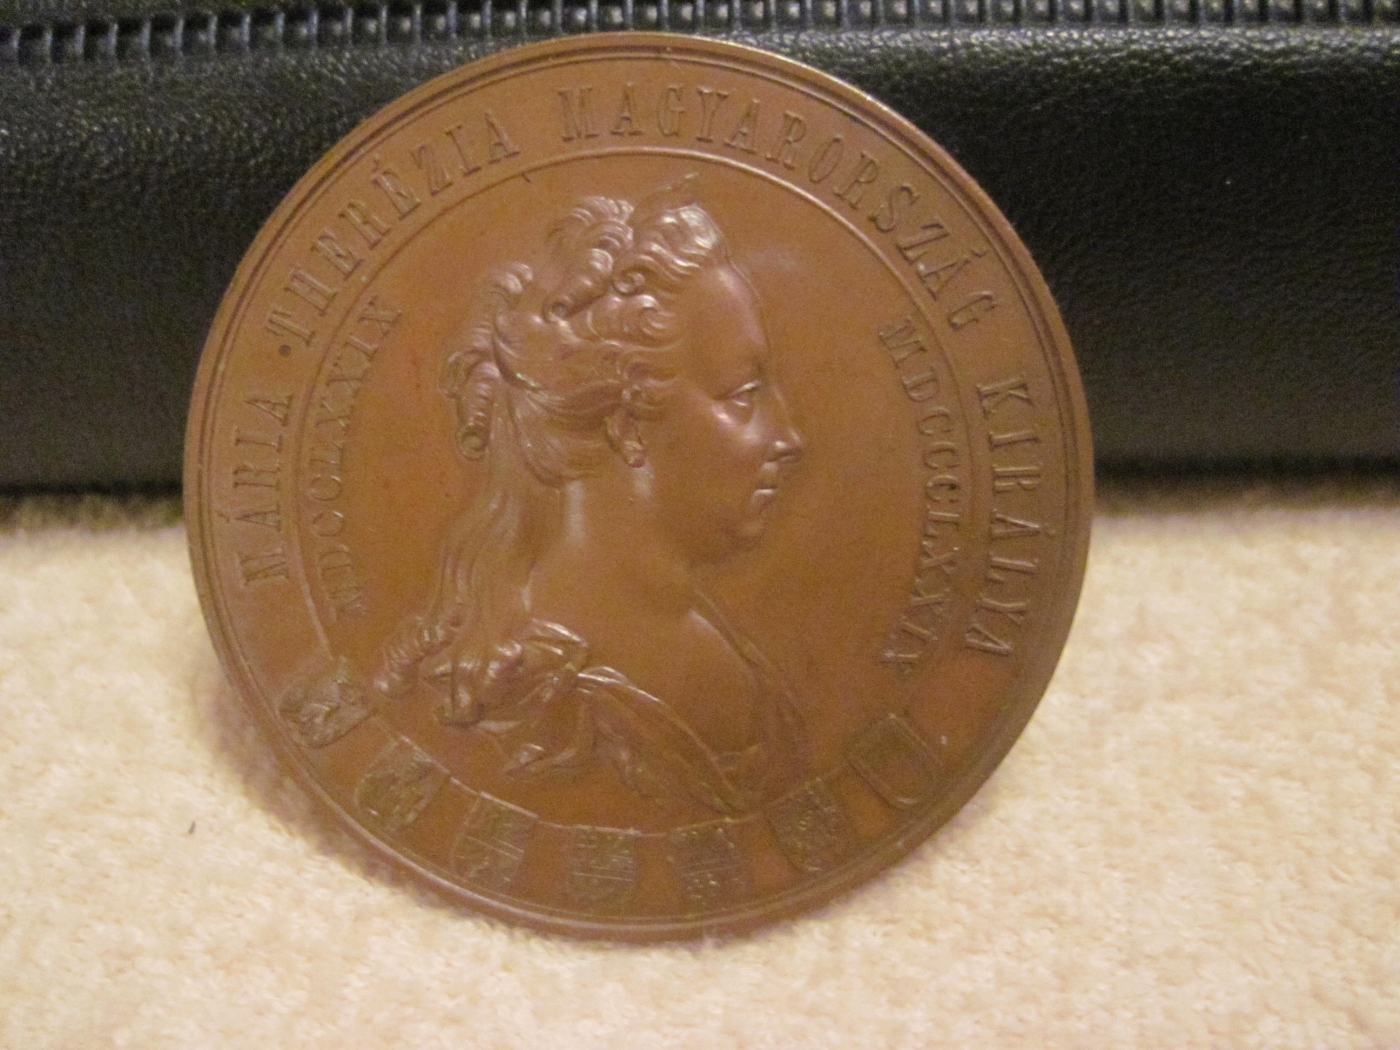 MÁRIA · THERÉZIA MAGYARORSZÁG KIRÁLYA
MDCCLXXIX
MDCCCLXXIX